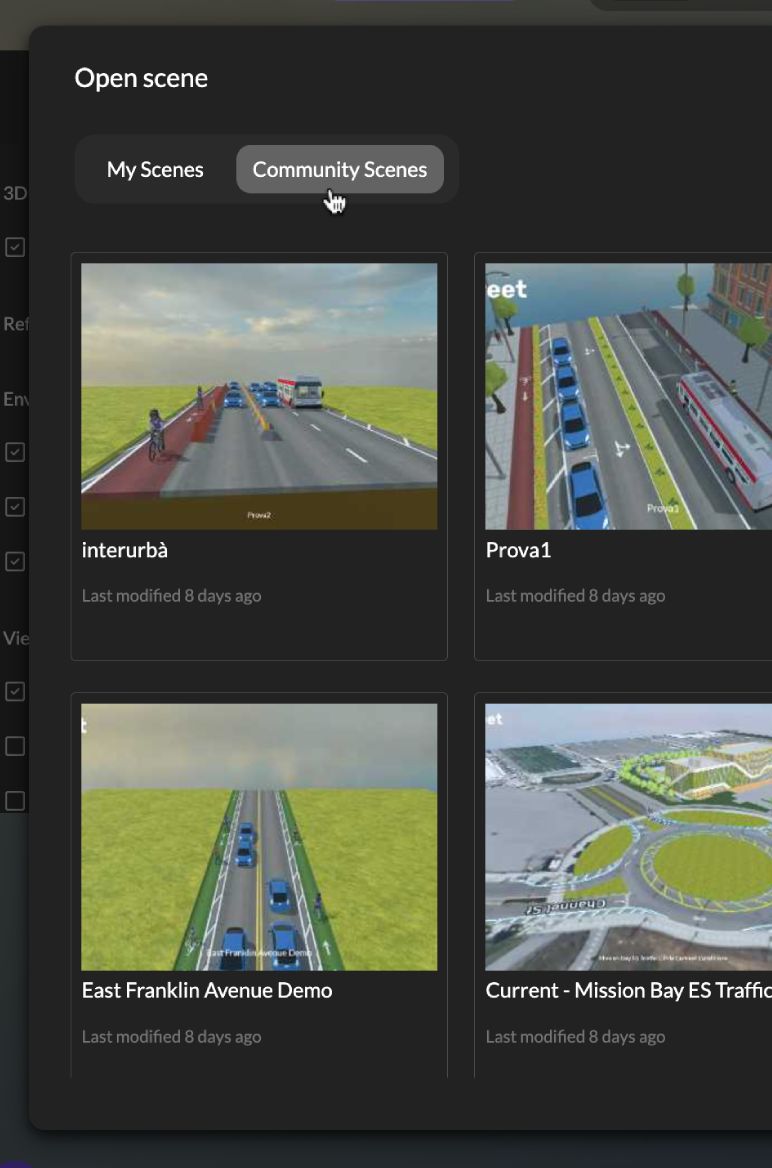 Open scene
My Scenes
Community Scenes
3D
Ref
Env
Vie
Prova2
interurbà
Last modified 8 days ago
eet
Prova1
Prova1
Last modified 8 days ago
t
East Franklin Avenue Demo
East Franklin Avenue Demo
Last modified 8 days ago
et
Channel St
Current - Mission Bay ES Traffic
Last modified 8 days ago